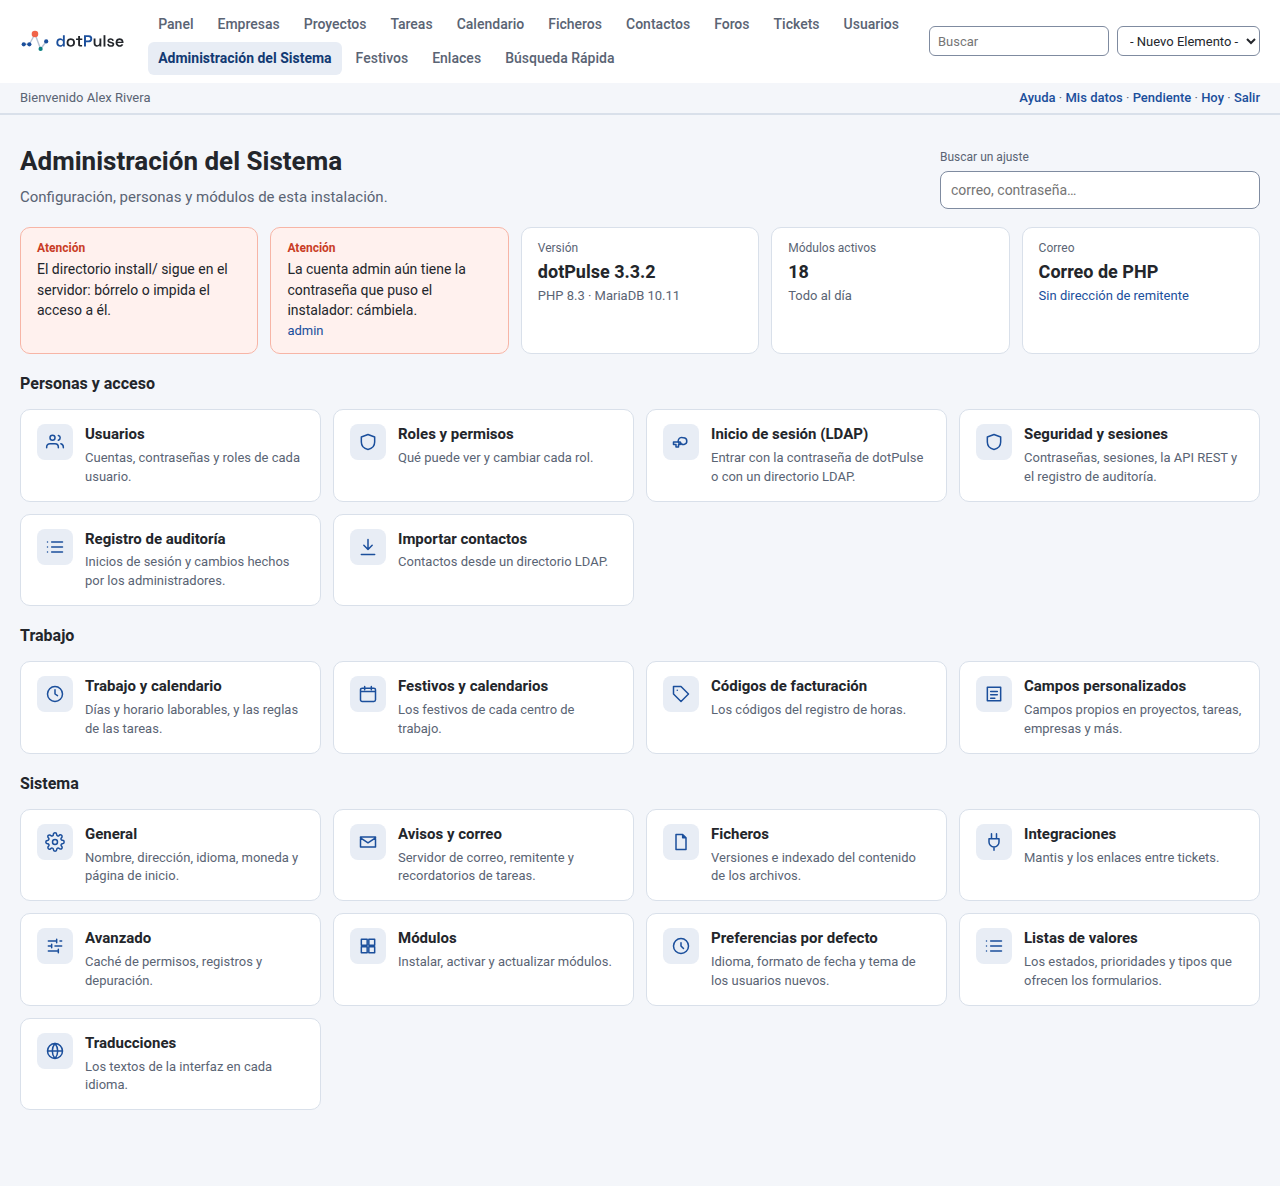 dotPulse
Panel Empresas Proyectos Tareas Calendario Ficheros Contactos Foros Tickets Usuarios
Administración del Sistema Festivos Enlaces Búsqueda Rápida
Buscar
- Nuevo Elemento -
Bienvenido Alex Rivera
Ayuda · Mis datos · Pendiente · Hoy · Salir
Administración del Sistema
Configuración, personas y módulos de esta instalación.
Buscar un ajuste
correo, contraseña...
Atención
El directorio install/ sigue en el
servidor: bórrelo o impida el
acceso a él.
Atención
La cuenta admin aún tiene la
contraseña que puso el
instalador: cámbiela.
admin
Versión
dotPulse 3.3.2
PHP 8.3 · MariaDB 10.11
Módulos activos
18
Todo al día
Correo
Correo de PHP
Sin dirección de remitente
Personas y acceso
Usuarios
Cuentas, contraseñas y roles de cada
usuario.
Roles y permisos
Qué puede ver y cambiar cada rol.
Inicio de sesión (LDAP)
Entrar con la contraseña de dotPulse
o con un directorio LDAP.
Seguridad y sesiones
Contraseñas, sesiones, la API REST y
el registro de auditoría.
Registro de auditoría
Inicios de sesión y cambios hechos
por los administradores.
Importar contactos
Contactos desde un directorio LDAP.
Trabajo
Trabajo y calendario
Días y horario laborables, y las reglas
de las tareas.
Festivos y calendarios
Los festivos de cada centro de
trabajo.
Códigos de facturación
Los códigos del registro de horas.
Campos personalizados
Campos propios en proyectos, tareas,
empresas y más.
Sistema
General
Nombre, dirección, idioma, moneda y
página de inicio.
Avisos y correo
Servidor de correo, remitente y
recordatorios de tareas.
Ficheros
Versiones e indexado del contenido
de los archivos.
Integraciones
Mantis y los enlaces entre tickets.
Avanzado
Caché de permisos, registros y
depuración.
Módulos
Instalar, activar y actualizar módulos.
Preferencias por defecto
Idioma, formato de fecha y tema de
los usuarios nuevos.
Listas de valores
Los estados, prioridades y tipos que
ofrecen los formularios.
Traducciones
Los textos de la interfaz en cada
idioma.